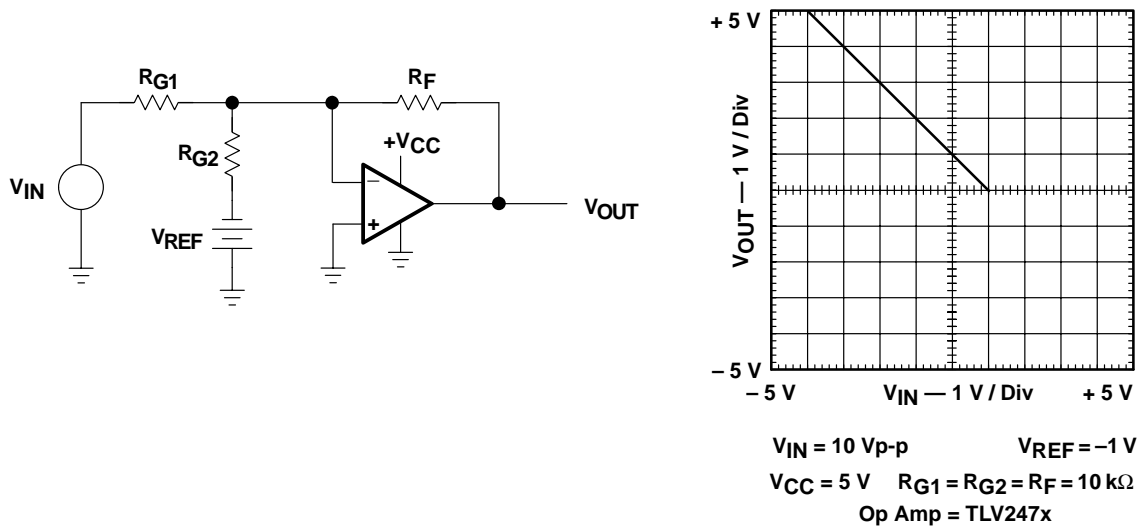 RG1
RF
+VCC
RG2
VIN
–
+
VOUT
VREF
+ 5 V
VOUT — 1 V / Div
– 5 V
– 5 V VIN — 1 V / Div + 5 V
VIN = 10 Vp-p VREF = –1 V
VCC = 5 V RG1 = RG2 = RF = 10 kΩ
Op Amp = TLV247x